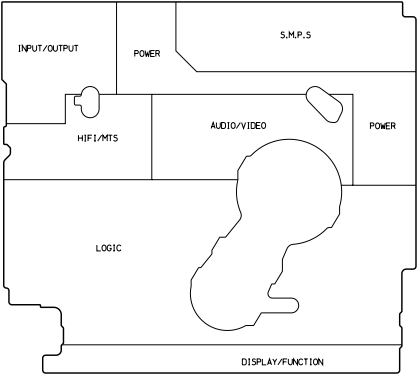 S.M.P.S
INPUT/OUTPUT
POWER
AUDIO/VIDEO
POWER
HIFI/MTS
LOGIC
DISPLAY/FUNCTION